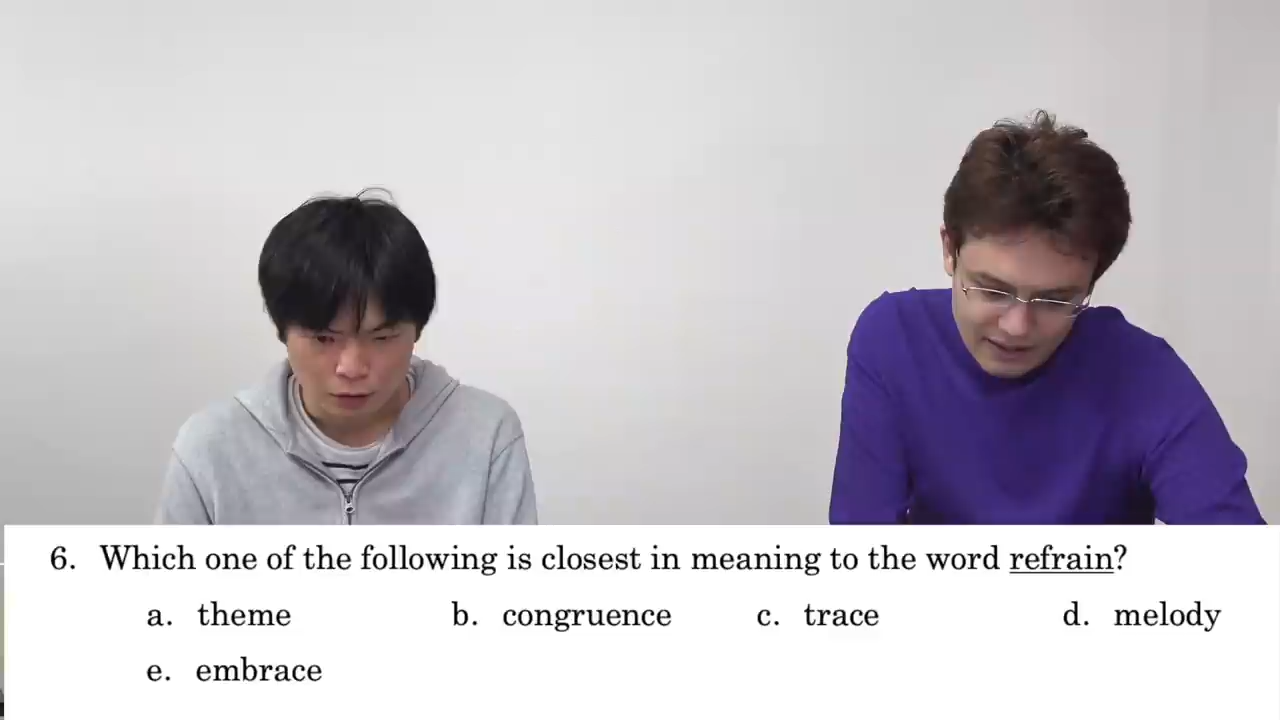 6. Which one of the following is closest in meaning to the word refrain?
a. theme b. congruence c. trace d. melody
e. embrace